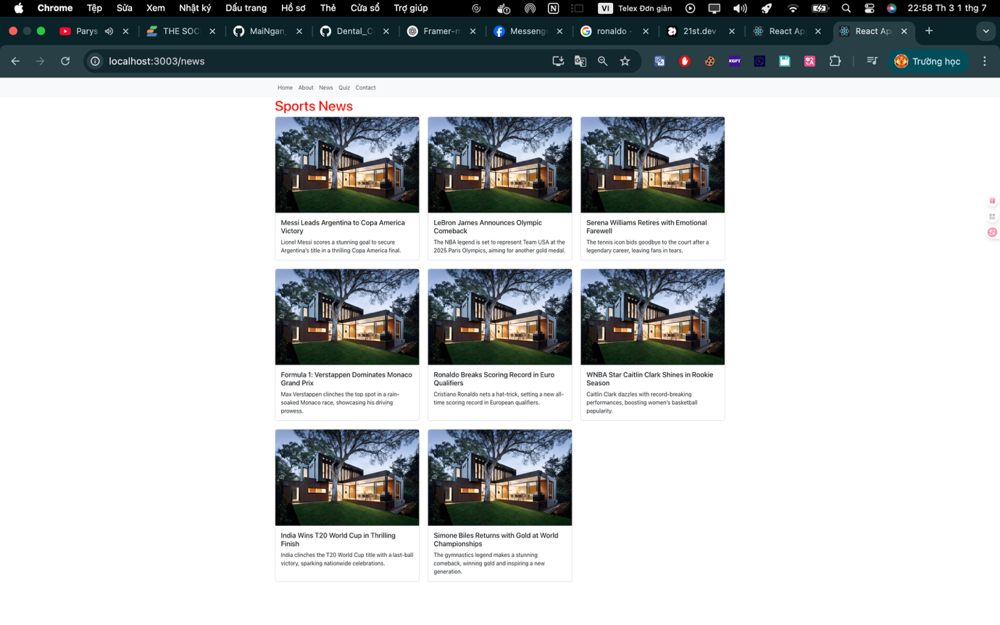 Chrome Tệp Sửa Xem Nhật ký Dấu trang Hồ sơ Thẻ Cửa sổ Trợ giúp VI Telex Đơn giản 22:58 Th 3 1 thg 7
Parys THE SOC MaiNgan_ Dental_C Framer-m Messeng ronaldo - 21st.dev React Ap React Ap
localhost:3003/news KGPT Trường học
Home About News Quiz Contact
Sports News
Messi Leads Argentina to Copa America
Victory
Lionel Messi scores a stunning goal to secure
Argentina's title in a thrilling Copa America final.
LeBron James Announces Olympic
Comeback
The NBA legend is set to represent Team USA at the
2025 Paris Olympics, aiming for another gold medal.
Serena Williams Retires with Emotional
Farewell
The tennis icon bids goodbye to the court after a
legendary career, leaving fans in tears.
Formula 1: Verstappen Dominates Monaco
Grand Prix
Max Verstappen clinches the top spot in a rain-
soaked Monaco race, showcasing his driving
prowess.
Ronaldo Breaks Scoring Record in Euro
Qualifiers
Cristiano Ronaldo nets a hat-trick, setting a new all-
time scoring record in European qualifiers.
WNBA Star Caitlin Clark Shines in Rookie
Season
Caitlin Clark dazzles with record-breaking
performances, boosting women's basketball
popularity.
India Wins T20 World Cup in Thrilling
Finish
India clinches the T20 World Cup title with a last-ball
victory, sparking nationwide celebrations.
Simone Biles Returns with Gold at World
Championships
The gymnastics legend makes a stunning
comeback, winning gold and inspiring a new
generation.